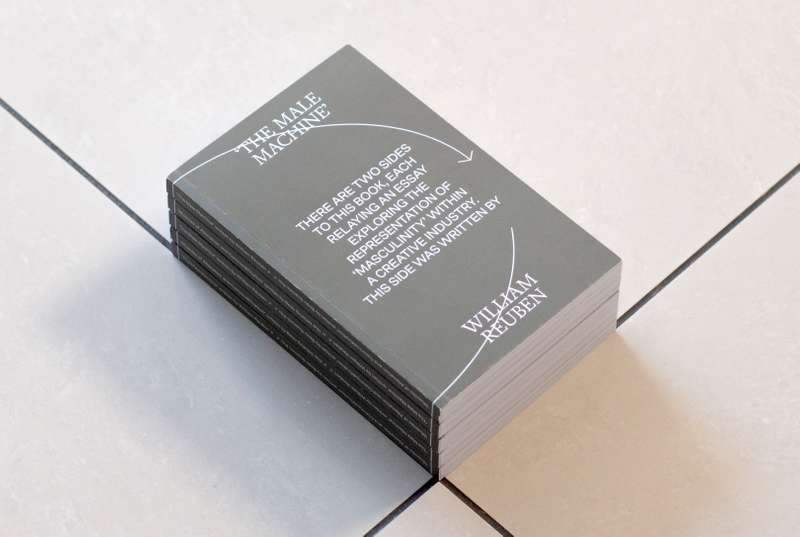 ‘THE MALE
MACHINE’
THERE ARE TWO SIDES
TO THIS BOOK, EACH
RELAYING AN ESSAY
EXPLORING THE
REPRESENTATION OF
‘MASCULINITY’ WITHIN
A CREATIVE INDUSTRY.
THIS SIDE WAS WRITTEN BY
WILLIAM
REUBEN